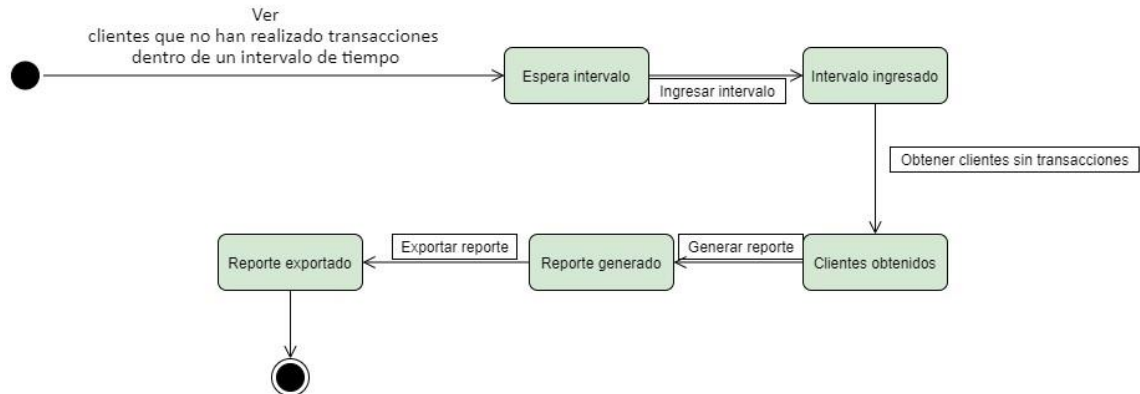 Ver
clientes que no han realizado transacciones
dentro de un intervalo de tiempo
Espera intervalo
Ingresar intervalo
Intervalo ingresado
Obtener clientes sin transacciones
Clientes obtenidos
Generar reporte
Reporte generado
Exportar reporte
Reporte exportado